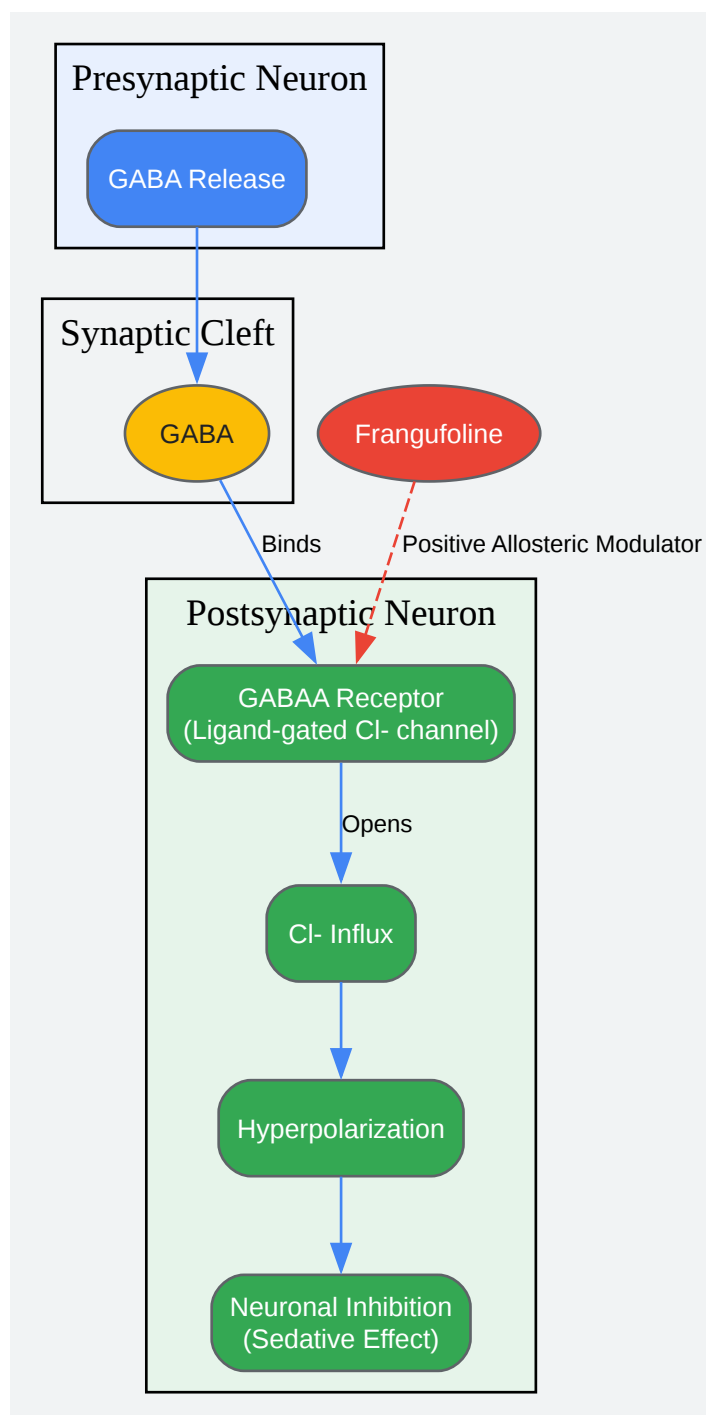 Presynaptic Neuron
GABA Release
Synaptic Cleft
GABA
Frangufoline
Binds
Positive Allosteric Modulator
Postsynaptic Neuron
GABAA Receptor
(Ligand-gated Cl- channel)
Opens
Cl- Influx
Hyperpolarization
Neuronal Inhibition
(Sedative Effect)